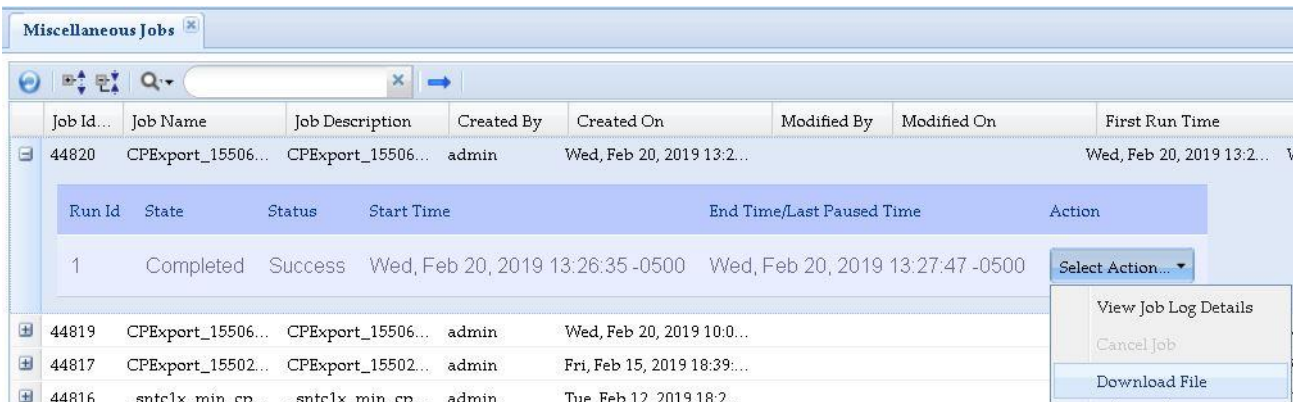 Miscellaneous Jobs
Job Id... Job Name Job Description Created By Created On Modified By Modified On First Run Time
44820 CPExport_15506... CPExport_15506... admin Wed, Feb 20, 2019 13:2... Wed, Feb 20, 2019 13:2...
Run Id State Status Start Time End Time/Last Paused Time Action
1 Completed Success Wed, Feb 20, 2019 13:26:35 -0500 Wed, Feb 20, 2019 13:27:47 -0500 Select Action...
View Job Log Details
44819 CPExport_15506... CPExport_15506... admin Wed, Feb 20, 2019 10:0...
Cancel Job
44817 CPExport_15502... CPExport_15502... admin Fri, Feb 15, 2019 18:39:...
Download File
44816 sntc1x_min_cp... sntc1x_min_cp... admin Tue, Feb 12, 2019 18:2...